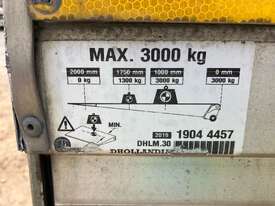 MAX. 3000 kg
2000 mm 1750 mm 1000 mm 0 mm
0 kg 1300 kg 3000 kg 3000 kg
MIN.
2019 1904 4457
DHLM.30 DHOLLANDIA